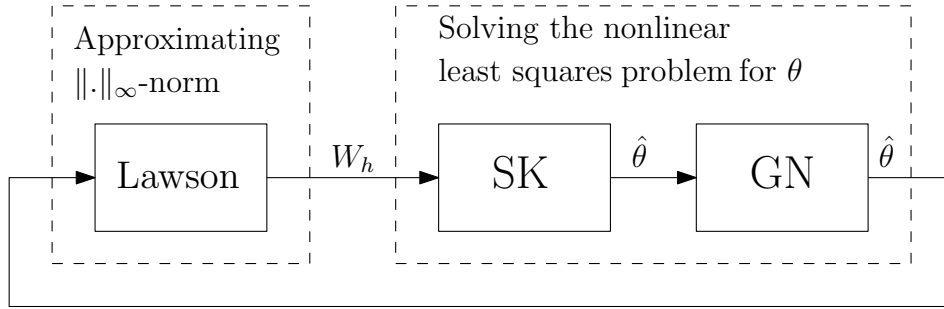 Approximating
‖.‖∞-norm
Solving the nonlinear
least squares problem for θ
Lawson
W_h
SK
θ̂
GN
θ̂